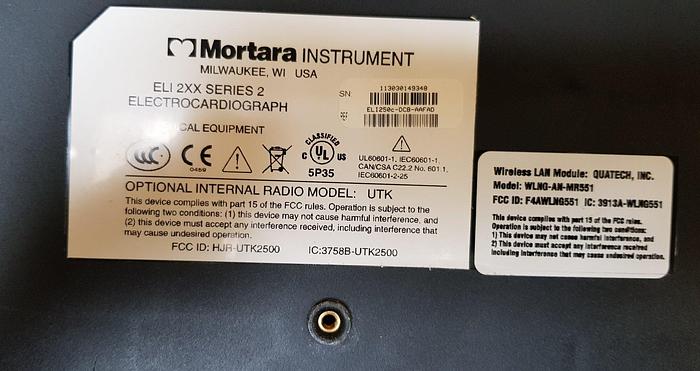 Mortara INSTRUMENT
MILWAUKEE, WI USA
ELI 2XX SERIES 2
ELECTROCARDIOGRAPH
SN:
113030149348
ELI250c-DCB-AAFAD
CAL EQUIPMENT
CCC
CE
0459
CLASSIFIED
C UL US
5P35
UL60601-1, IEC60601-1,
CAN/CSA C22.2 No. 601.1,
IEC60601-2-25
OPTIONAL INTERNAL RADIO MODEL: UTK
This device complies with part 15 of the FCC rules. Operation is subject to the
following two conditions: (1) this device may not cause harmful interference, and
(2) this device must accept any interference received, including interference that
may cause undesired operation.
FCC ID: HJR-UTK2500 IC:3758B-UTK2500
Wireless LAN Module: QUATECH, INC.
Model: WLNG-AN-MR551
FCC ID: F4AWLNG551 IC: 3913A-WLNG551
This device complies with part 15 of the FCC rules.
Operation is subject to the following two conditions:
1) This device may not cause harmful interference, and
2) This device must accept any interference received
including interference that may cause undesired operation.